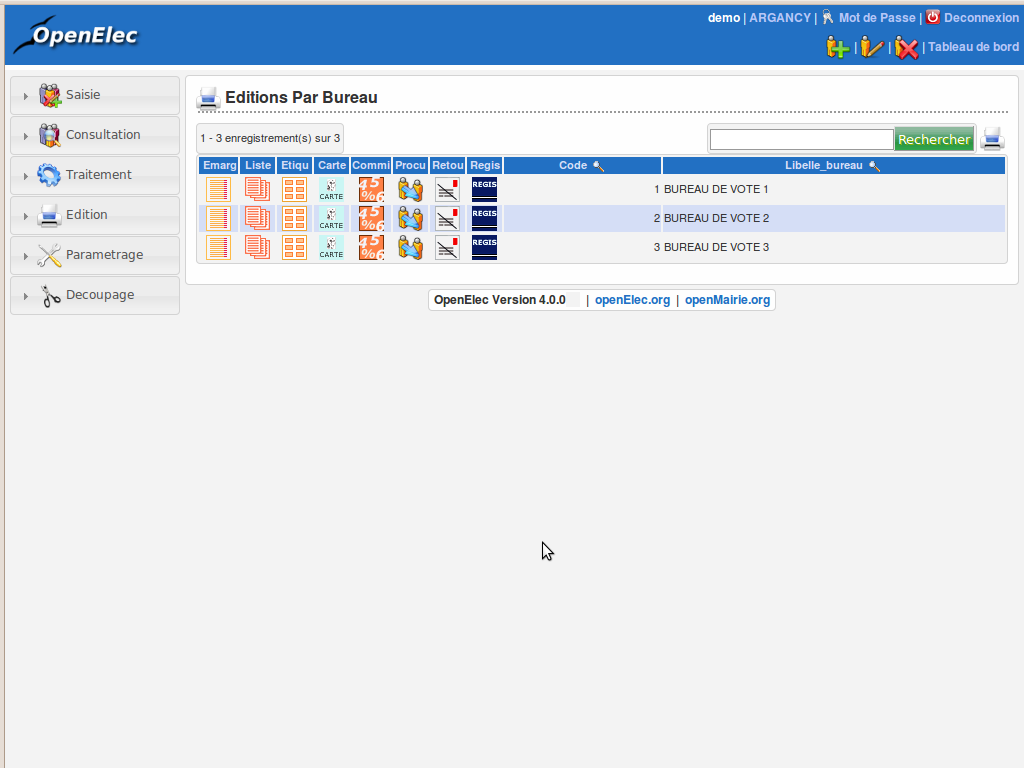 OpenElec
demo | ARGANCY | Mot de Passe | Deconnexion
| | | Tableau de bord
Saisie
Consultation
Traitement
Edition
Parametrage
Decoupage
Editions Par Bureau
1 - 3 enregistrement(s) sur 3
Rechercher
Emarg Liste Etiqu Carte Commi Procu Retou Regis Code Libelle_bureau
CARTE 45 %6 REGIS 1 BUREAU DE VOTE 1
CARTE 45 %6 REGIS 2 BUREAU DE VOTE 2
CARTE 45 %6 REGIS 3 BUREAU DE VOTE 3
OpenElec Version 4.0.0 | openElec.org | openMairie.org